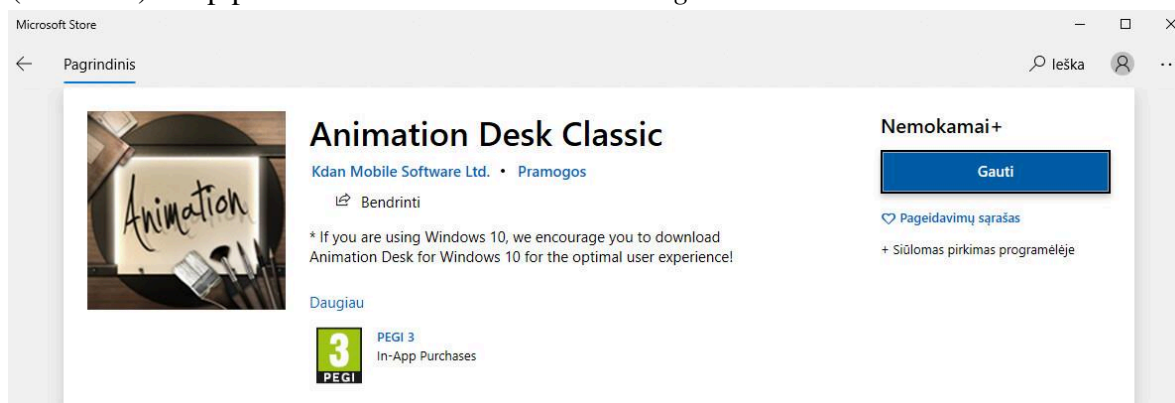 Microsoft Store
Pagrindinis
Ieška
Animation
Animation Desk Classic
Kdan Mobile Software Ltd. • Pramogos
Bendrinti
* If you are using Windows 10, we encourage you to download
Animation Desk for Windows 10 for the optimal user experience!
Daugiau
3
PEGI
PEGI 3
In-App Purchases
Nemokamai+
Gauti
Pageidavimų sąrašas
+ Siūlomas pirkimas programėlėje